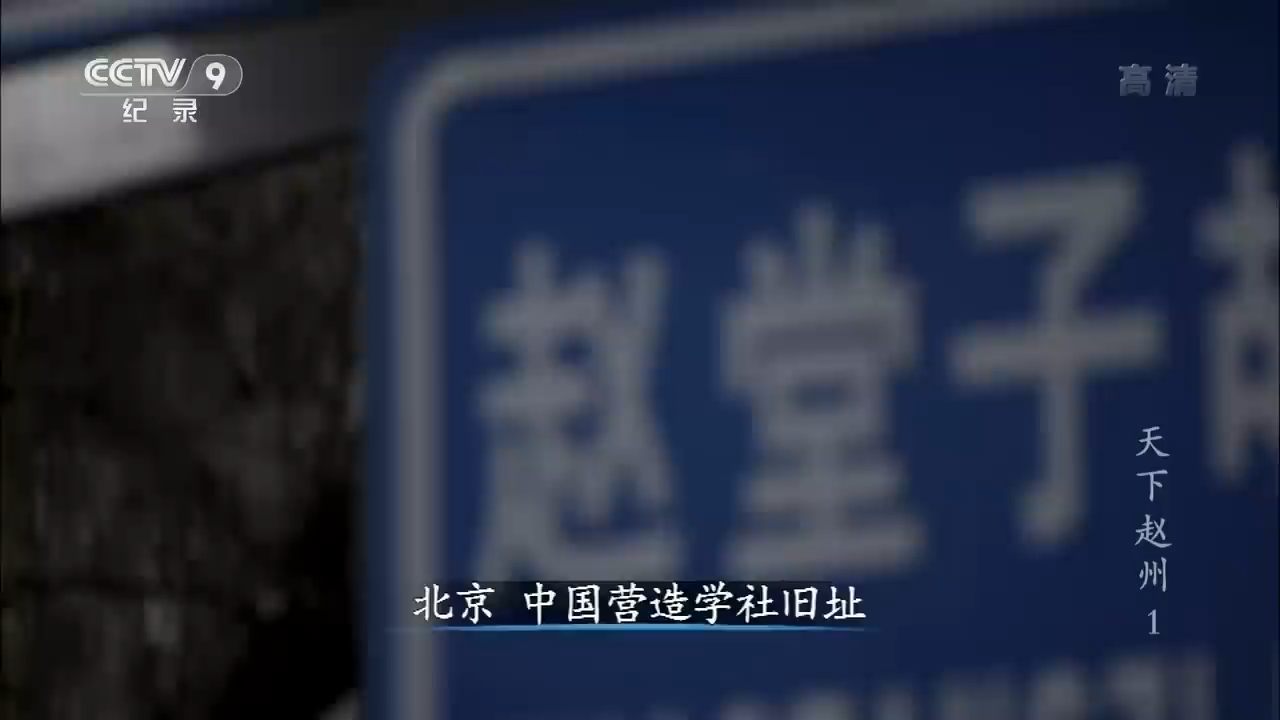 CCTV 9
纪录
高清
赵堂子
天下赵州 1
北京 中国营造学社旧址